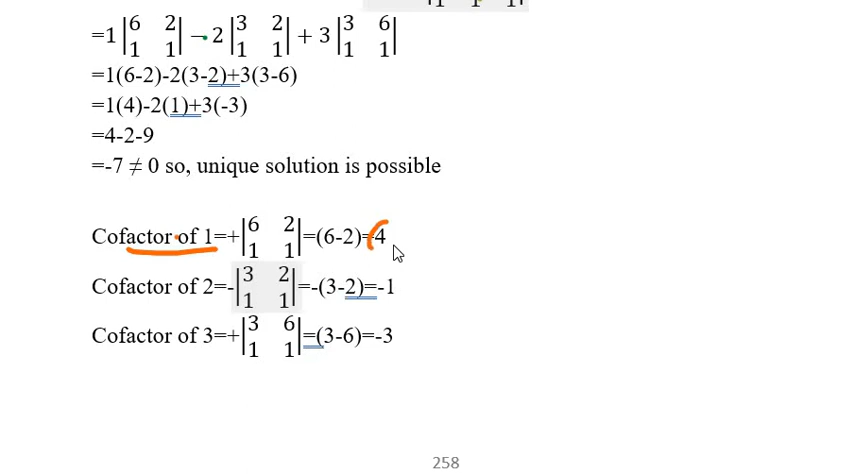 =1 |6 2| − 2 |3 2| + 3 |3 6|
|1 1| |1 1| |1 1|
=1(6-2)-2(3-2)+3(3-6)
=1(4)-2(1)+3(-3)
=4-2-9
=-7 ≠ 0 so, unique solution is possible
Cofactor of 1=+|6 2|=(6-2)=4
|1 1|
Cofactor of 2=-|3 2|=-(3-2)=-1
|1 1|
Cofactor of 3=+|3 6|=(3-6)=-3
|1 1|
258